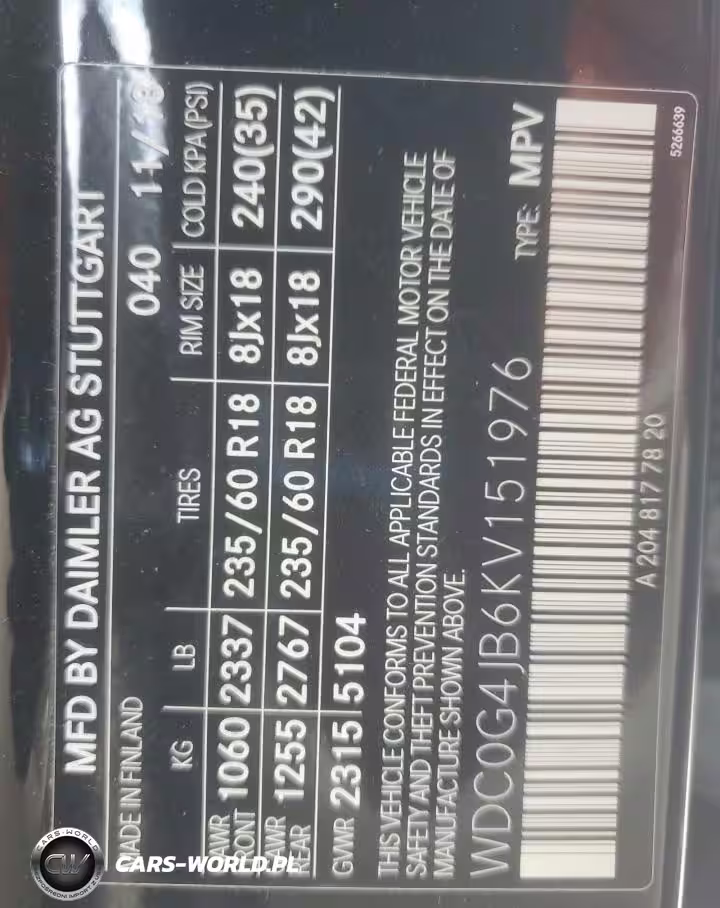 MFD BY DAIMLER AG STUTTGART
MADE IN FINLAND 040 11/18
KG LB TIRES RIM SIZE COLD KPA (PSI)
GAWR FRONT 1060 2337 235/60 R18 8Jx18 240(35)
GAWR REAR 1255 2767 235/60 R18 8Jx18 290(42)
GVWR 2315 5104
THIS VEHICLE CONFORMS TO ALL APPLICABLE FEDERAL MOTOR VEHICLE
SAFETY AND THEFT PREVENTION STANDARDS IN EFFECT ON THE DATE OF
MANUFACTURE SHOWN ABOVE.
WDC0G4JB6KV151976 TYPE: MPV
A 204 817 78 20
5266639
CARS-WORLD
CW
CARS-WORLD.PL